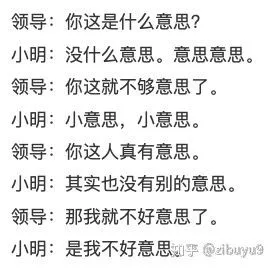 领导：你这是什么意思？
小明：没什么意思。意思意思。
领导：你这就不够意思了。
小明：小意思，小意思。
领导：你这人真有意思。
小明：其实也没有别的意思。
领导：那我就不好意思了。
小明：是我不好意思。
知乎 @zibuyu9